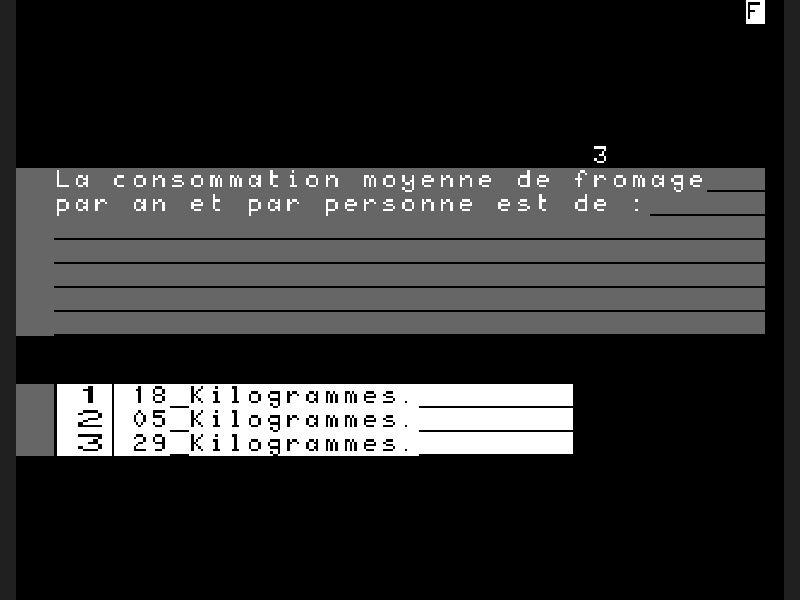 F
3
La consommation moyenne de fromage
par an et par personne est de :
1 18_Kilogrammes.
2 05_Kilogrammes.
3 29_Kilogrammes.